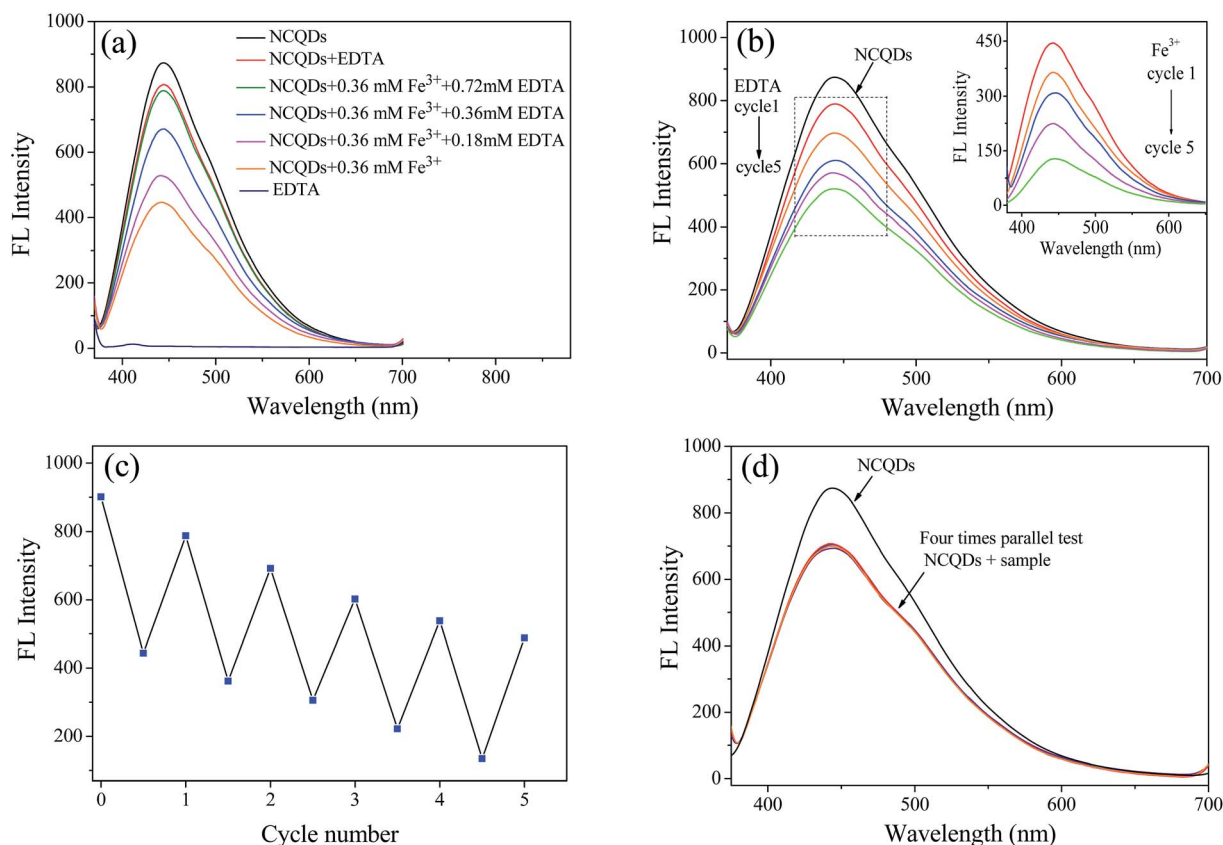 (a)
NCQDs
NCQDs+EDTA
NCQDs+0.36 mM Fe³⁺+0.72mM EDTA
NCQDs+0.36 mM Fe³⁺+0.36mM EDTA
NCQDs+0.36 mM Fe³⁺+0.18mM EDTA
NCQDs+0.36 mM Fe³⁺
EDTA
1000
800
600
400
200
0
FL Intensity
400 500 600 700 800
Wavelength (nm)
(b)
NCQDs
EDTA
cycle1
cycle5
1000
800
600
400
200
0
FL Intensity
400 500 600 700
Wavelength (nm)
450
300
150
0
FL Intensity
Fe³⁺
cycle 1
cycle 5
400 450 500 550 600
Wavelength (nm)
(c)
1000
800
600
400
200
FL Intensity
0 1 2 3 4 5
Cycle number
(d)
NCQDs
Four times parallel test
NCQDs + sample
1000
800
600
400
200
0
FL Intensity
400 500 600 700
Wavelength (nm)